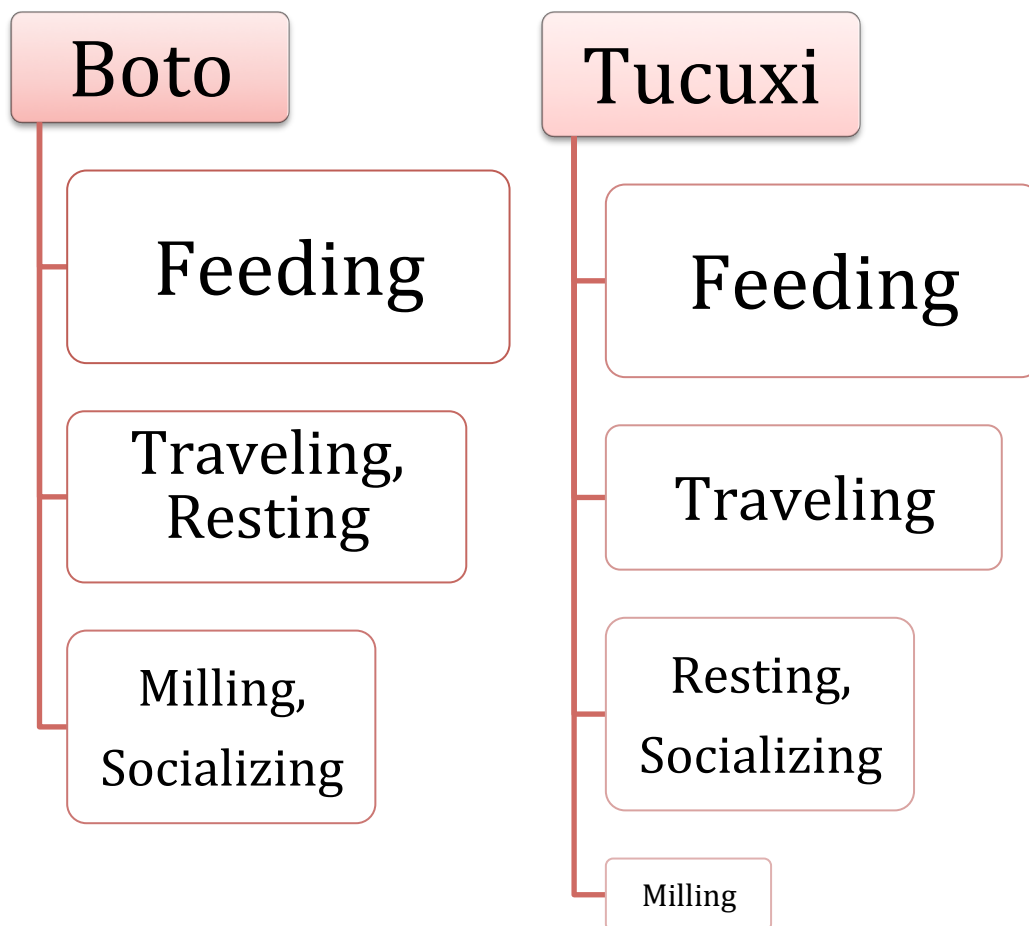 Boto
Feeding
Traveling,
Resting
Milling,
Socializing
Tucuxi
Feeding
Traveling
Resting,
Socializing
Milling